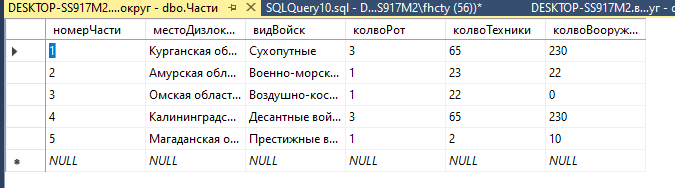 DESKTOP-SS917M2....округ - dbo.Части SQLQuery10.sql - D...S917M2\fhcty (56))* DESKTOP-SS917M2.в...уг - d
номерЧасти местоДизлок... видВойск колвоРот колвоТехники колвоВооруж...
1 Курганская об... Сухопутные 3 65 230
2 Амурская обл... Военно-морск... 1 23 22
3 Омская област... Воздушно-кос... 1 22 0
4 Калининградс... Десантные вой... 3 65 230
5 Магаданская о... Престижные в... 1 2 10
NULL NULL NULL NULL NULL NULL